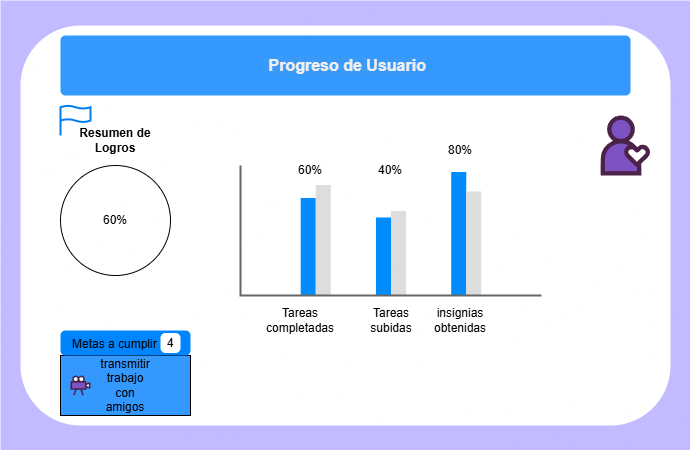 Progreso de Usuario
Resumen de
Logros
60%
60%
40%
80%
Tareas
completadas
Tareas
subidas
insignias
obtenidas
Metas a cumplir 4
transmitir
trabajo
con
amigos